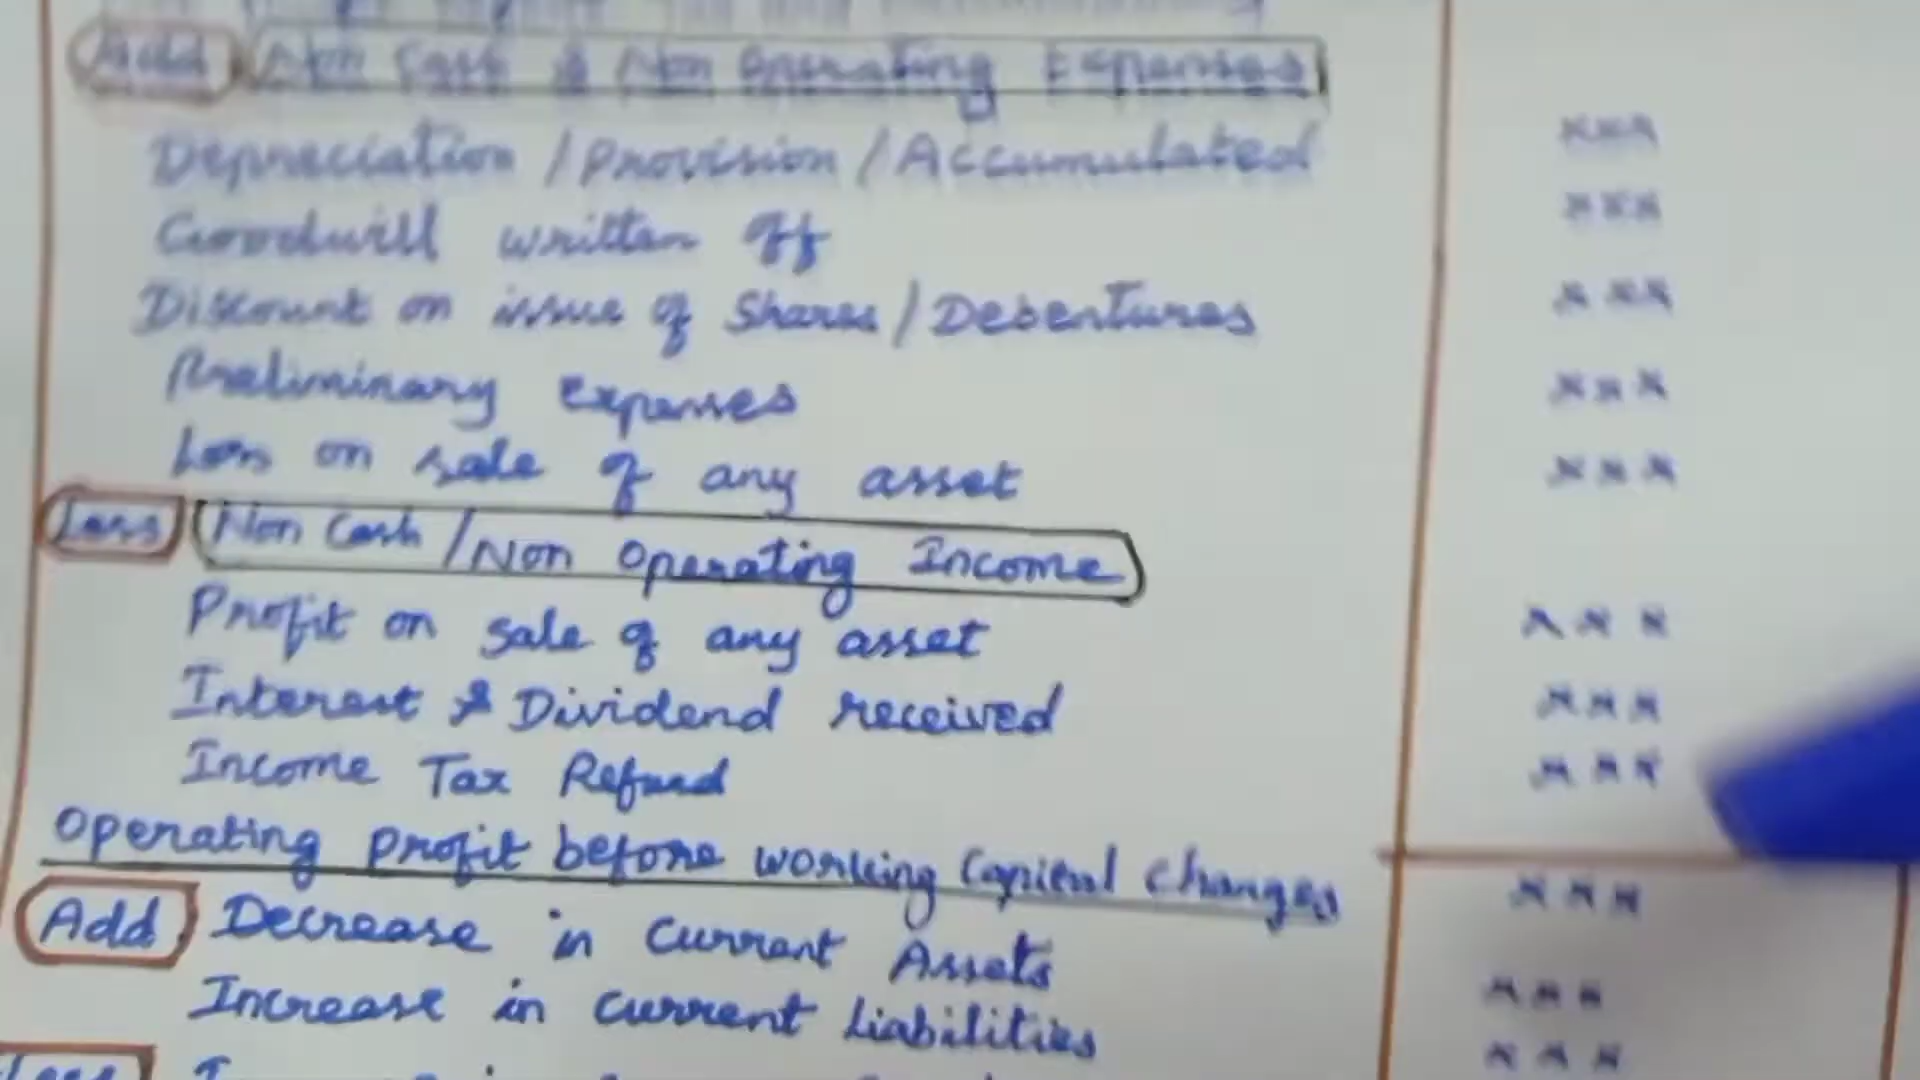 Add Non Cash & Non Operating Expenses
Depreciation / Provision / Accumulated xxx
Goodwill written off xxx
Discount on issue of Shares / Debentures xxx
Preliminary Expenses xxx
Loss on sale of any asset xxx
Less Non Cash / Non Operating Income
Profit on sale of any asset xxx
Interest & Dividend received xxx
Income Tax Refund xxx
Operating Profit before working Capital Changes xxx
Add Decrease in Current Assets xxx
Increase in Current Liabilities xxx
Less